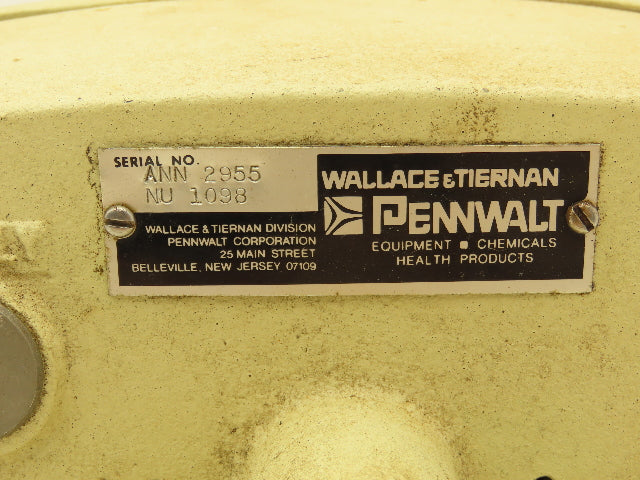 SERIAL NO.
ANN 2955
NU 1098
WALLACE & TIERNAN DIVISION
PENNWALT CORPORATION
25 MAIN STREET
BELLEVILLE, NEW JERSEY 07109
WALLACE & TIERNAN
PENNWALT
EQUIPMENT ■ CHEMICALS
HEALTH PRODUCTS
A